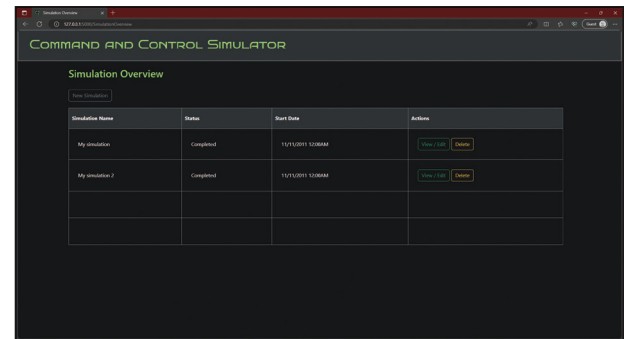 Simulation Overview
127.0.0.1:5000/SimulationOverview
Guest
Command and Control Simulator
Simulation Overview
New Simulation
Simulation Name Status Start Date Actions
My simulation Completed 11/11/2011 12:00AM View / Edit Delete
My simulation 2 Completed 11/11/2011 12:00AM View / Edit Delete